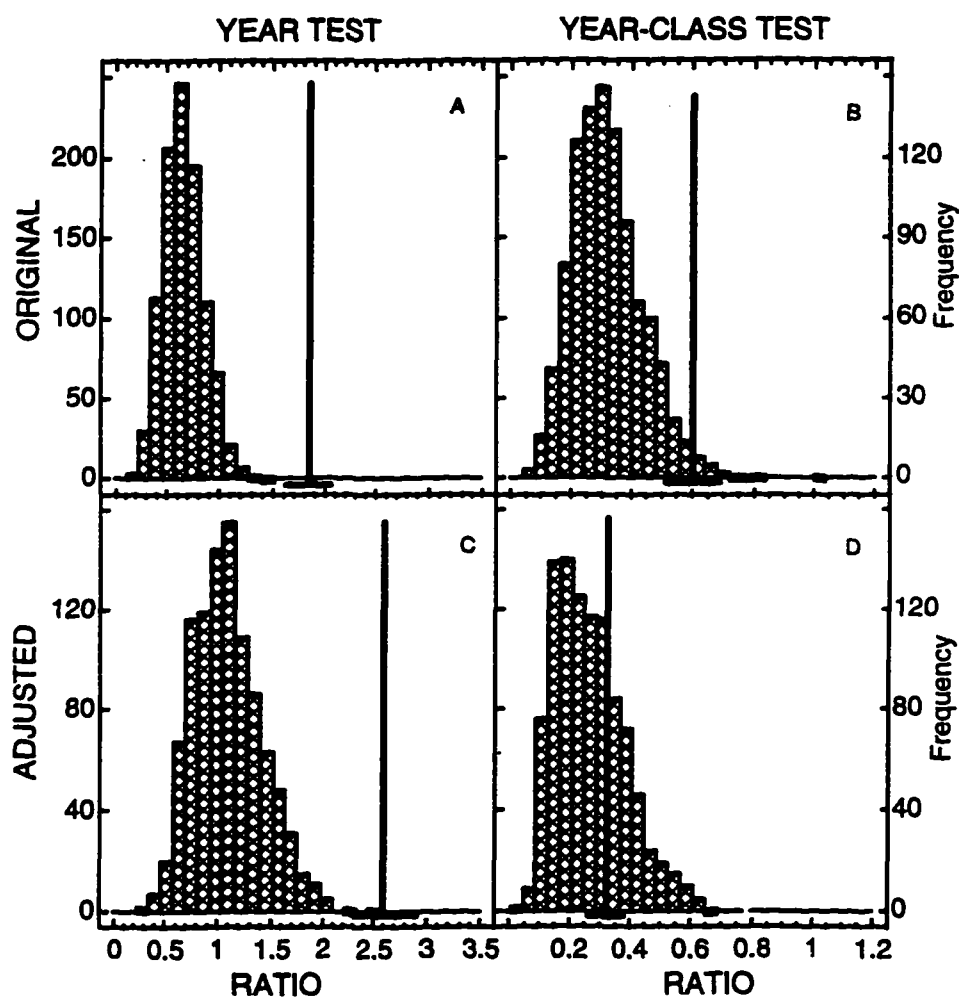 YEAR TEST
YEAR-CLASS TEST
A
B
200
150
100
50
0
ORIGINAL
120
90
60
30
0
Frequency
C
D
120
80
40
0
ADJUSTED
120
80
40
0
Frequency
0 0.5 1 1.5 2 2.5 3 3.5
0.2 0.4 0.6 0.8 1 1.2
RATIO
RATIO